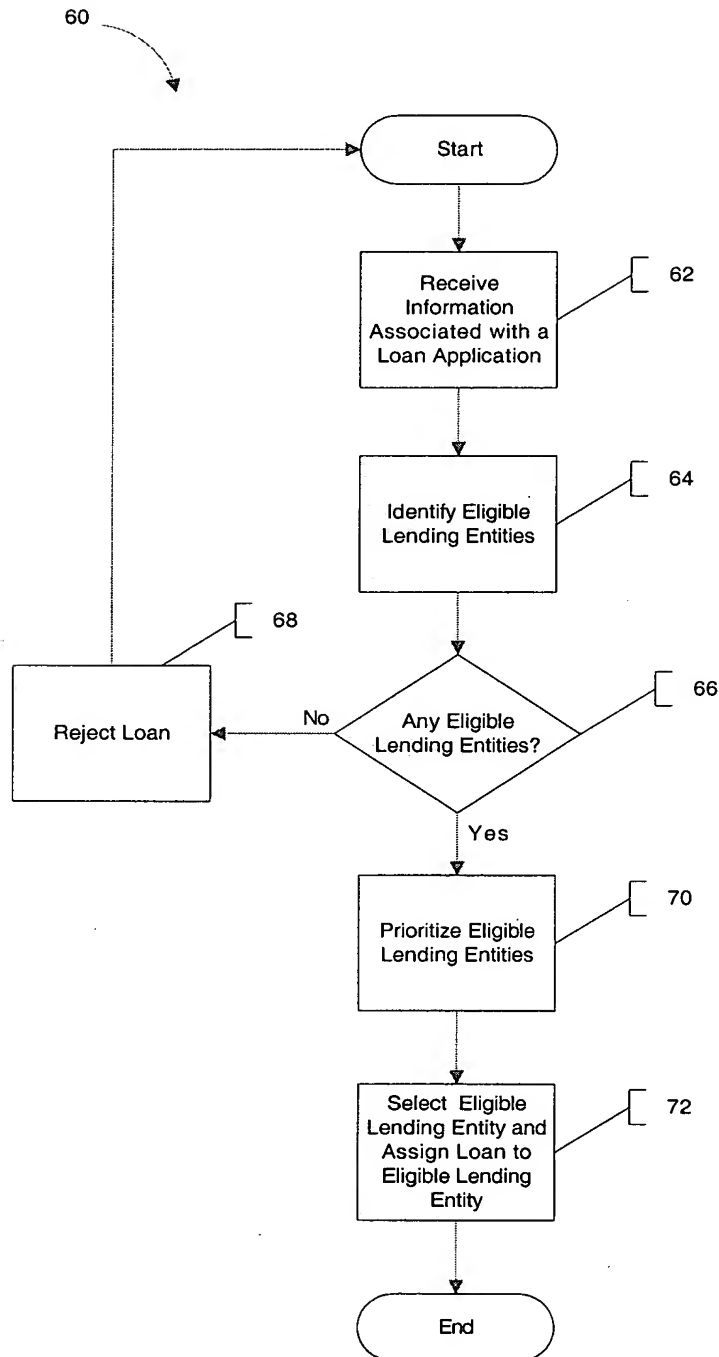 60
Start
Receive
Information
Associated with a
Loan Application
62
Identify Eligible
Lending Entities
64
68
Reject Loan
No
Any Eligible
Lending Entities?
66
Yes
Prioritize Eligible
Lending Entities
70
Select Eligible
Lending Entity and
Assign Loan to
Eligible Lending
Entity
72
End